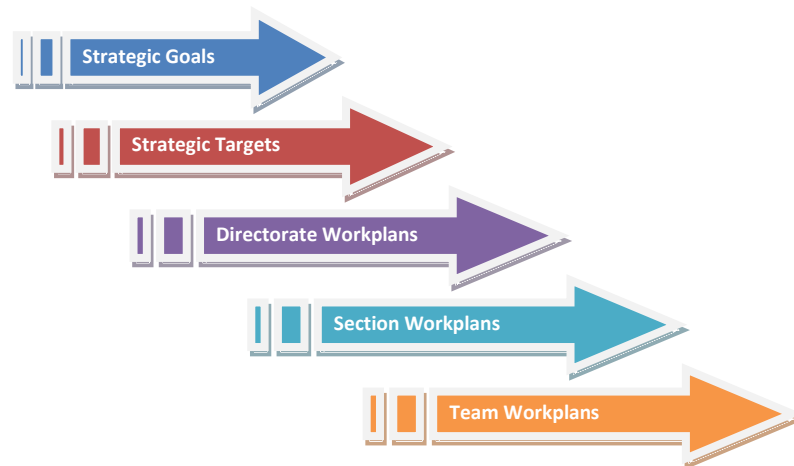 Strategic Goals
Strategic Targets
Directorate Workplans
Section Workplans
Team Workplans